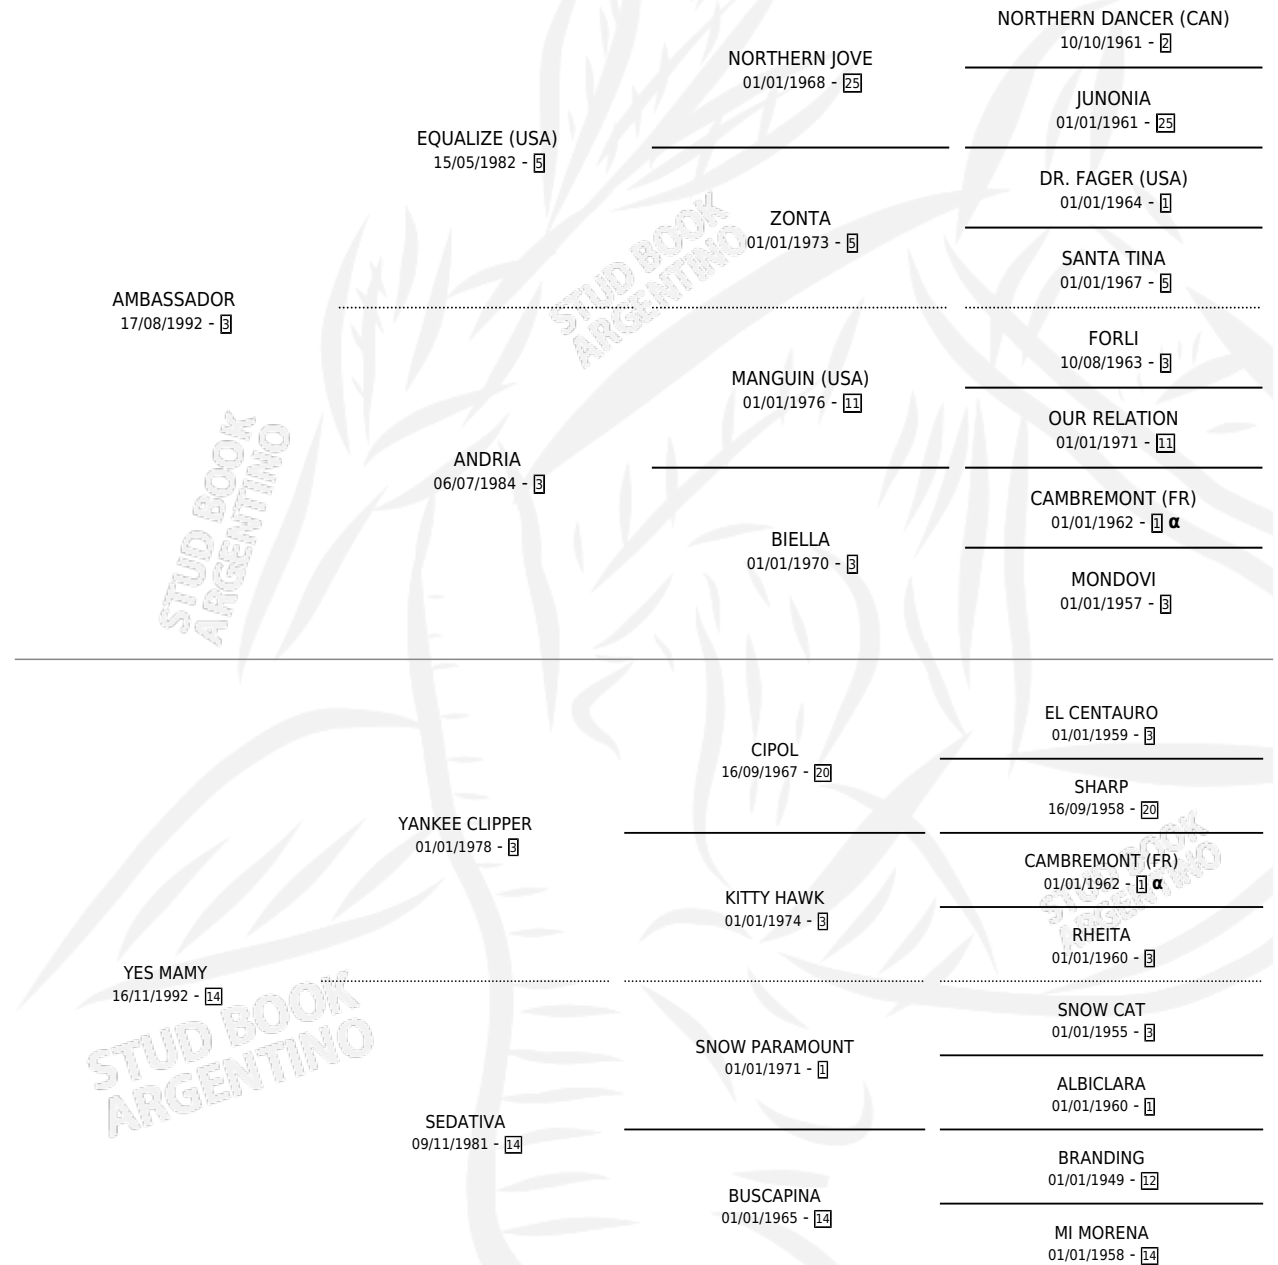 NORTHERN DANCER (CAN)
10/10/1961 - 2
NORTHERN JOVE
01/01/1968 - 25
JUNONIA
01/01/1961 - 25
EQUALIZE (USA)
15/05/1982 - 5
DR. FAGER (USA)
01/01/1964 - 1
ZONTA
01/01/1973 - 5
SANTA TINA
01/01/1967 - 5
AMBASSADOR
17/08/1992 - 3
FORLI
10/08/1963 - 3
MANGUIN (USA)
01/01/1976 - 11
OUR RELATION
01/01/1971 - 11
ANDRIA
06/07/1984 - 3
CAMBREMONT (FR)
01/01/1962 - 1 α
BIELLA
01/01/1970 - 3
MONDOVI
01/01/1957 - 3
EL CENTAURO
01/01/1959 - 3
CIPOL
16/09/1967 - 20
SHARP
16/09/1958 - 20
YANKEE CLIPPER
01/01/1978 - 3
CAMBREMONT (FR)
01/01/1962 - 1 α
KITTY HAWK
01/01/1974 - 3
RHEITA
01/01/1960 - 3
YES MAMY
16/11/1992 - 14
SNOW CAT
01/01/1955 - 3
SNOW PARAMOUNT
01/01/1971 - 1
ALBICLARA
01/01/1960 - 1
SEDATIVA
09/11/1981 - 14
BRANDING
01/01/1949 - 12
BUSCAPINA
01/01/1965 - 14
MI MORENA
01/01/1958 - 14
STUD BOOK
ARGENTINO
STUD BOOK
ARGENTINO
STUD BOOK
ARGENTINO
STUD BOOK
ARGENTINO